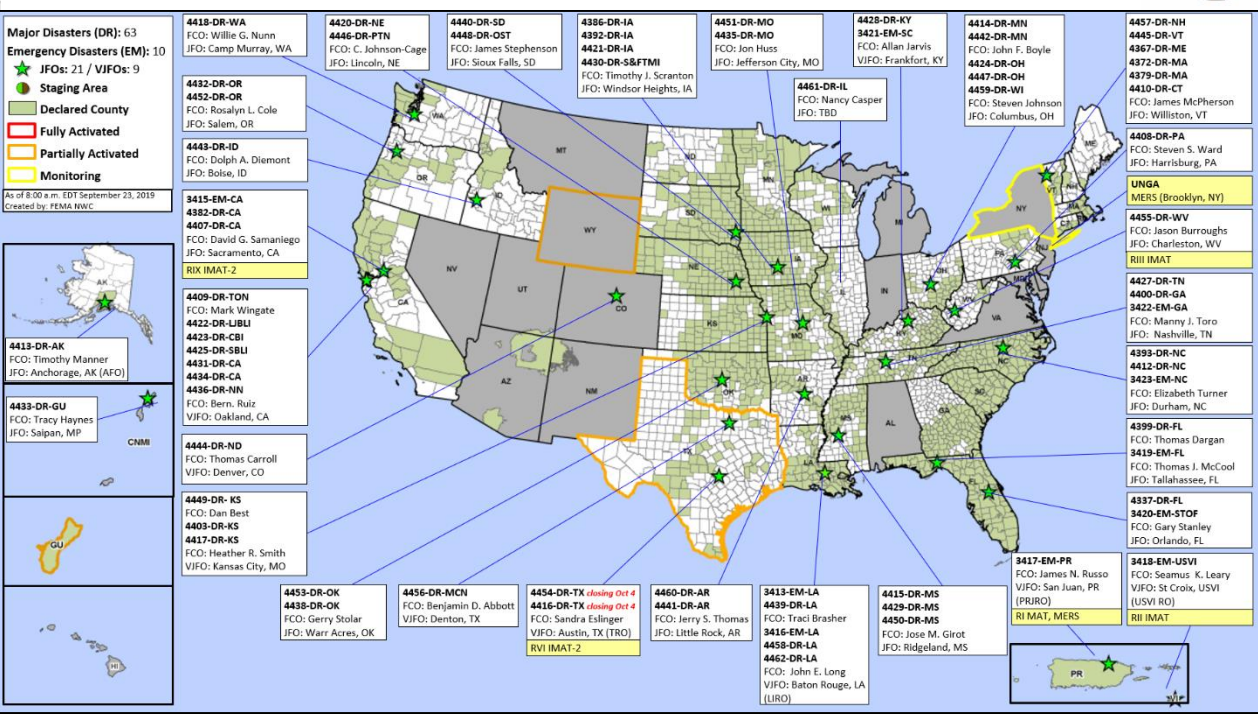 Major Disasters (DR): 63
Emergency Disasters (EM): 10
JFOs: 21 / VJFOs: 9
Staging Area
Declared County
Fully Activated
Partially Activated
Monitoring
As of 8:00 a.m. EDT September 23, 2019
Created by: FEMA NWC
4418-DR-WA
FCO: Willie G. Nunn
JFO: Camp Murray, WA
4420-DR-NE
4446-DR-PTN
FCO: C. Johnson-Cage
JFO: Lincoln, NE
4440-DR-SD
4448-DR-OST
FCO: James Stephenson
JFO: Sioux Falls, SD
4386-DR-IA
4392-DR-IA
4421-DR-IA
4430-DR-S&FTMI
FCO: Timothy J. Scranton
JFO: Windsor Heights, IA
4451-DR-MO
4435-DR-MO
FCO: Jon Huss
JFO: Jefferson City, MO
4428-DR-KY
3421-EM-SC
FCO: Allan Jarvis
VJFO: Frankfort, KY
4461-DR-IL
FCO: Nancy Casper
JFO: TBD
4414-DR-MN
4442-DR-MN
FCO: John F. Boyle
4424-DR-OH
4447-DR-OH
4459-DR-WI
FCO: Steven Johnson
JFO: Columbus, OH
4457-DR-NH
4445-DR-VT
4367-DR-ME
4372-DR-MA
4379-DR-MA
4410-DR-CT
FCO: James McPherson
JFO: Williston, VT
4432-DR-OR
4452-DR-OR
FCO: Rosalyn L. Cole
JFO: Salem, OR
4443-DR-ID
FCO: Dolph A. Diemont
JFO: Boise, ID
3415-EM-CA
4382-DR-CA
4407-DR-CA
FCO: David G. Samaniego
JFO: Sacramento, CA
RIX IMAT-2
4409-DR-TON
FCO: Mark Wingate
4422-DR-LJBLI
4423-DR-CBI
4425-DR-SBLI
4431-DR-CA
4434-DR-CA
4436-DR-NN
FCO: Bern. Ruiz
VJFO: Oakland, CA
4444-DR-ND
FCO: Thomas Carroll
VJFO: Denver, CO
4449-DR- KS
FCO: Dan Best
4403-DR-KS
4417-DR-KS
FCO: Heather R. Smith
VJFO: Kansas City, MO
4408-DR-PA
FCO: Steven S. Ward
JFO: Harrisburg, PA
UNGA
MERS (Brooklyn, NY)
4455-DR-WV
FCO: Jason Burroughs
JFO: Charleston, WV
RIII IMAT
4427-DR-TN
4400-DR-GA
3422-EM-GA
FCO: Manny J. Toro
JFO: Nashville, TN
4393-DR-NC
4412-DR-NC
3423-EM-NC
FCO: Elizabeth Turner
JFO: Durham, NC
4399-DR-FL
FCO: Thomas Dargan
3419-EM-FL
FCO: Thomas J. McCool
JFO: Tallahassee, FL
4337-DR-FL
3420-EM-STOF
FCO: Gary Stanley
JFO: Orlando, FL
AK
4413-DR-AK
FCO: Timothy Manner
JFO: Anchorage, AK (AFO)
4433-DR-GU
FCO: Tracy Haynes
JFO: Saipan, MP
CNMI
GU
HI
WA
MT
ND
MN
ME
OR
ID
WY
SD
WI
MI
NY
VT
NH
MA
CT
NV
UT
CO
NE
IA
IL
IN
OH
PA
NJ
MD
CA
KS
MO
KY
VA
AZ
NM
OK
AR
TN
NC
SC
TX
LA
MS
AL
GA
FL
4453-DR-OK
4438-DR-OK
FCO: Gerry Stolar
JFO: Warr Acres, OK
4456-DR-MCN
FCO: Benjamin D. Abbott
VJFO: Denton, TX
4454-DR-TX closing Oct 4
4416-DR-TX closing Oct 4
FCO: Sandra Eslinger
VJFO: Austin, TX (TRO)
RVI IMAT-2
4460-DR-AR
4441-DR-AR
FCO: Jerry S. Thomas
JFO: Little Rock, AR
3413-EM-LA
4439-DR-LA
FCO: Traci Brasher
3416-EM-LA
4458-DR-LA
4462-DR-LA
FCO: John E. Long
VJFO: Baton Rouge, LA
(LIRO)
4415-DR-MS
4429-DR-MS
4450-DR-MS
FCO: Jose M. Girot
JFO: Ridgeland, MS
3417-EM-PR
FCO: James N. Russo
VJFO: San Juan, PR
(PRJRO)
RI MAT, MERS
3418-EM-USVI
FCO: Seamus K. Leary
VJFO: St Croix, USVI
(USVI RO)
RII IMAT
PR
VI